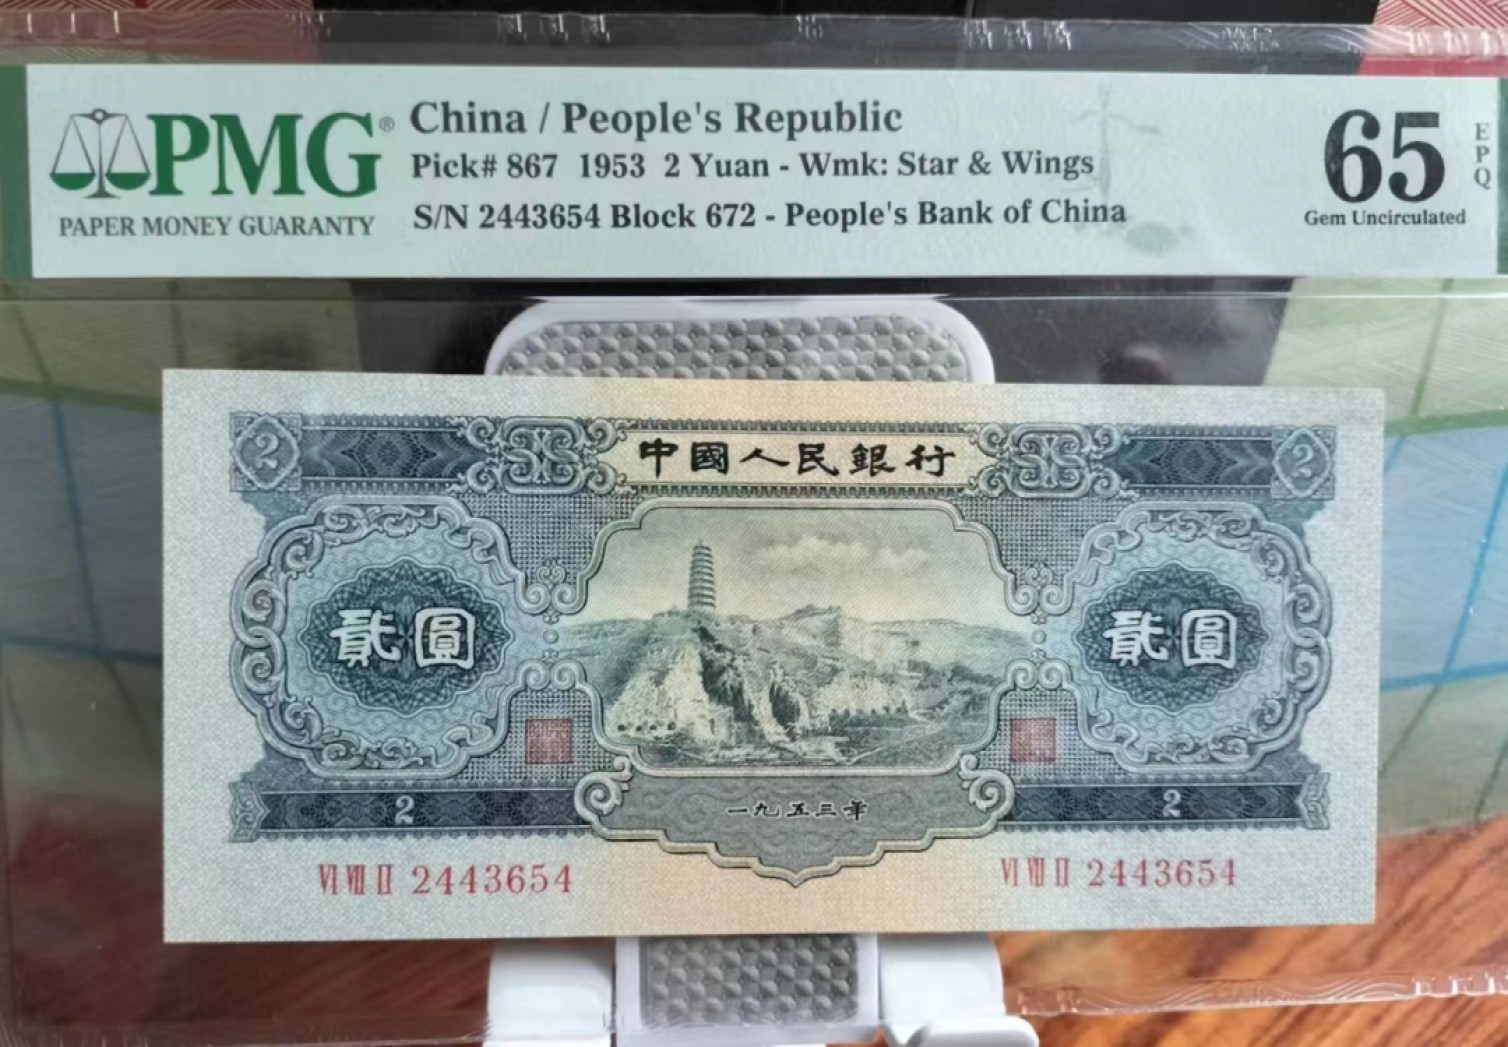 PMG®
PAPER MONEY GUARANTY
China / People's Republic
Pick# 867 1953 2 Yuan - Wmk: Star & Wings
S/N 2443654 Block 672 - People's Bank of China
65
EPQ
Gem Uncirculated
2
中國人民銀行
2
貳圓
貳圓
2
一九五三年
2
VI VII II 2443654
VI VII II 2443654